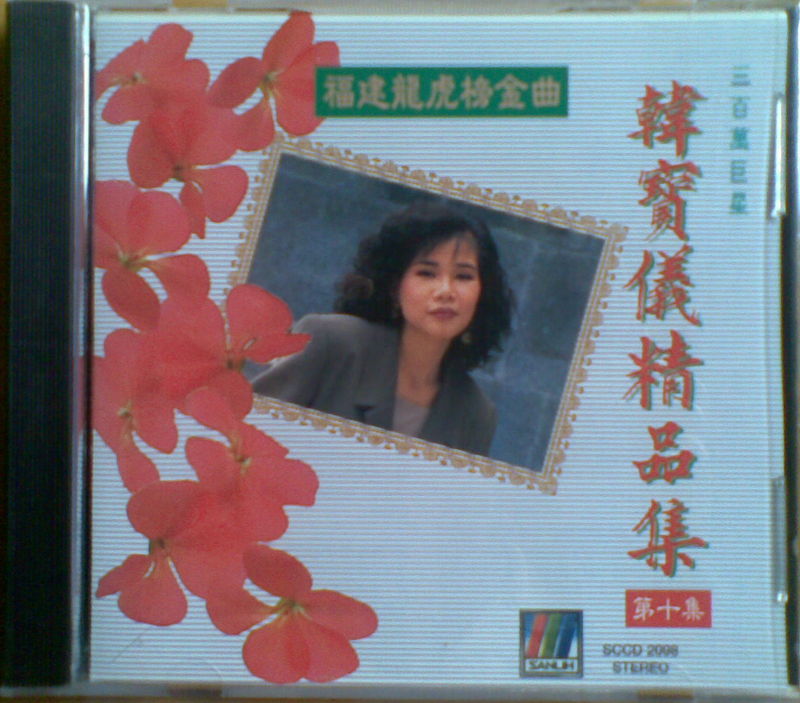 福建龍虎榜金曲
三百萬巨星
韓寶儀精品集
第十集
SANLIH
SCCD 2098
STEREO